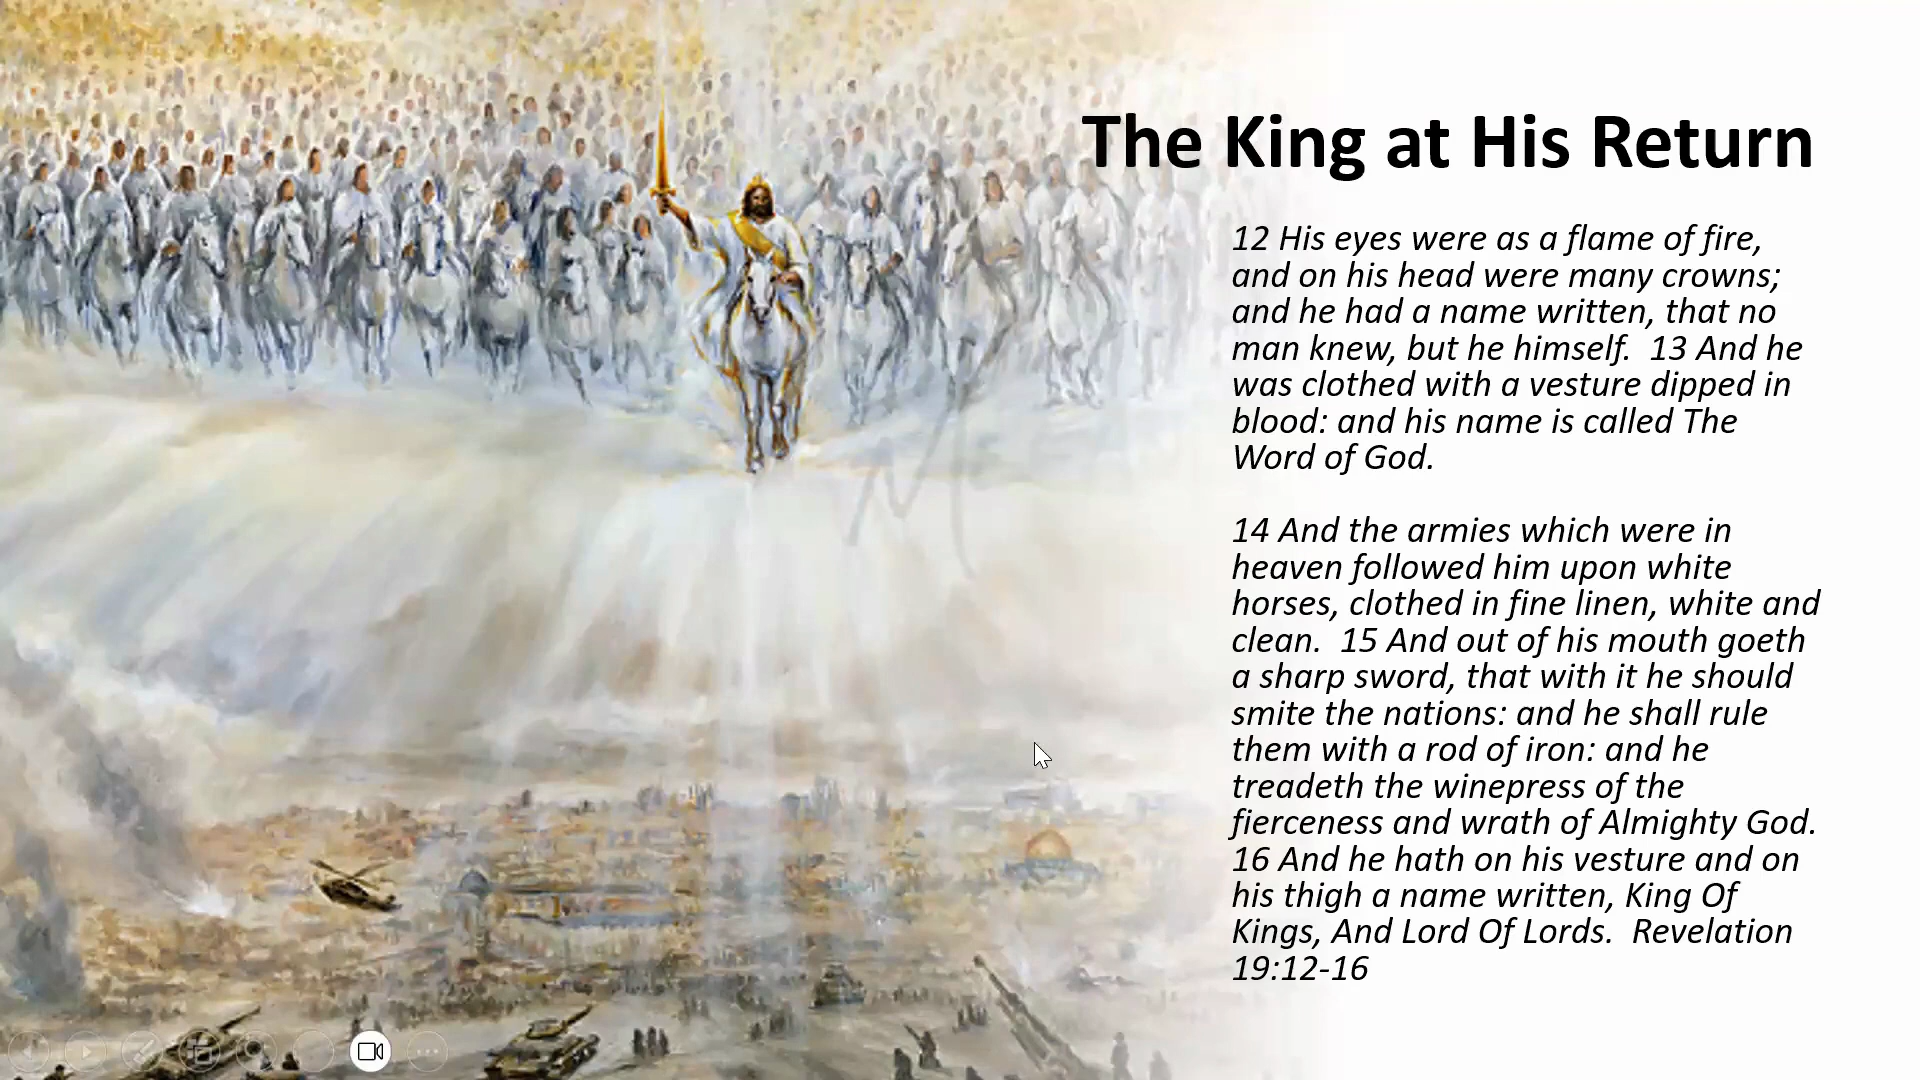 The King at His Return
12 His eyes were as a flame of fire,
and on his head were many crowns;
and he had a name written, that no
man knew, but he himself.  13 And he
was clothed with a vesture dipped in
blood: and his name is called The
Word of God.
14 And the armies which were in
heaven followed him upon white
horses, clothed in fine linen, white and
clean.  15 And out of his mouth goeth
a sharp sword, that with it he should
smite the nations: and he shall rule
them with a rod of iron: and he
treadeth the winepress of the
fierceness and wrath of Almighty God.
16 And he hath on his vesture and on
his thigh a name written, King Of
Kings, And Lord Of Lords.  Revelation
19:12-16